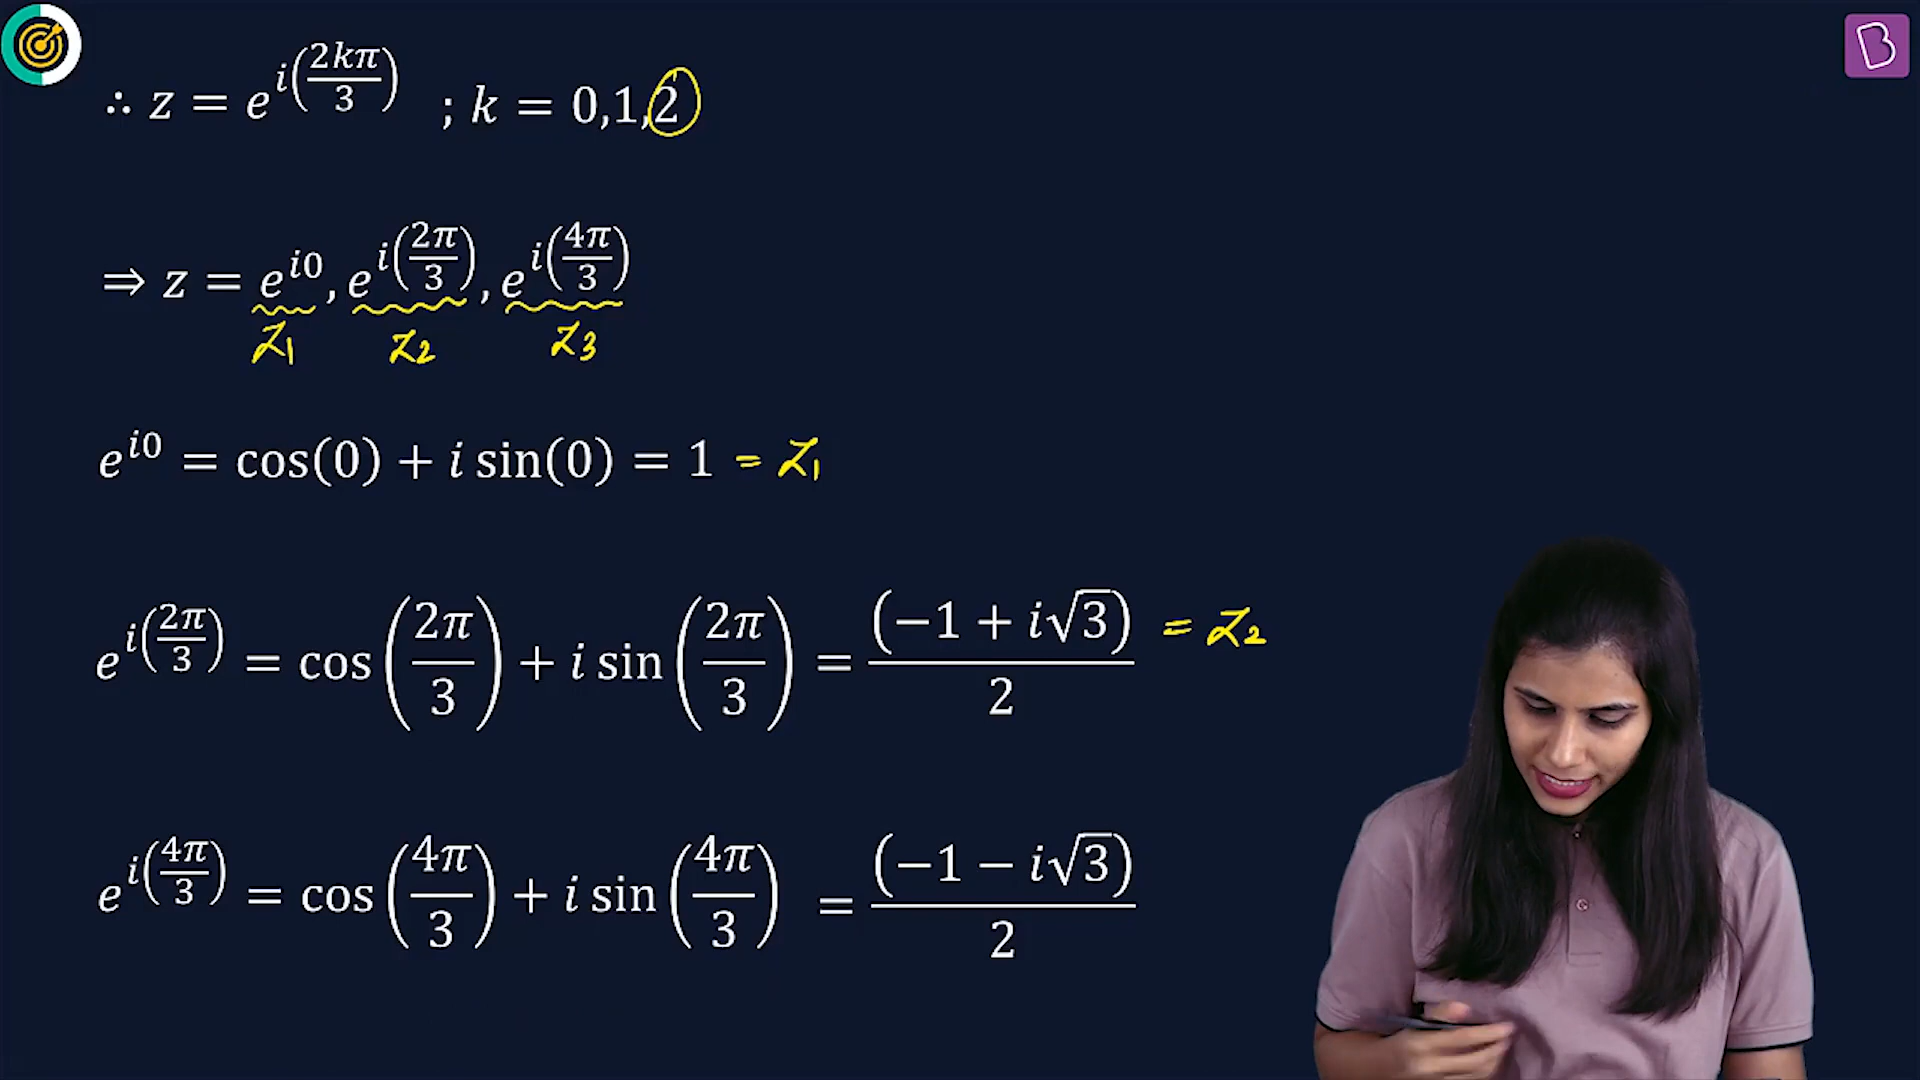 ∴ z = e^{i(2kπ/3)} ; k = 0,1,2
⇒ z = e^{i0}, e^{i(2π/3)}, e^{i(4π/3)}
z₁ z₂ z₃
e^{i0} = cos(0) + i sin(0) = 1 = z₁
e^{i(2π/3)} = cos(2π/3) + i sin(2π/3) = (−1 + i√3)/2 = z₂
e^{i(4π/3)} = cos(4π/3) + i sin(4π/3) = (−1 − i√3)/2
B